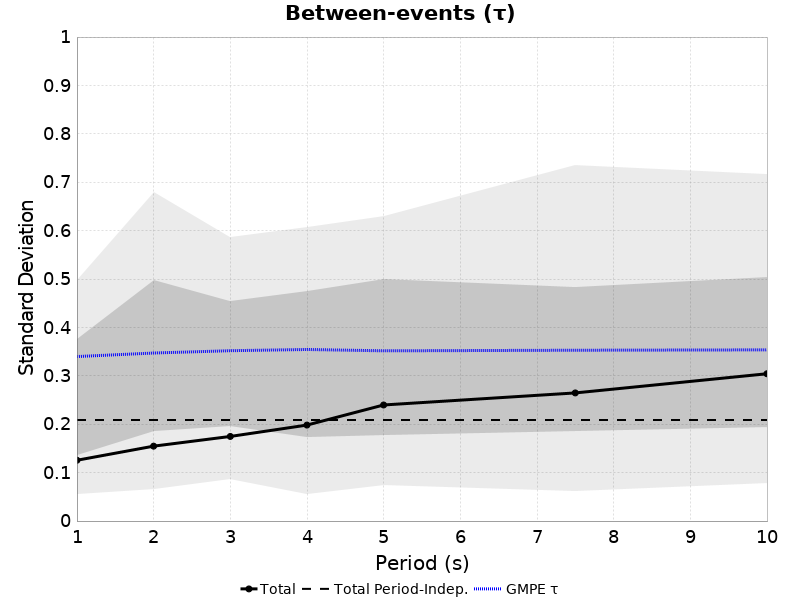 Between-events (τ)
1
0.9
0.8
0.7
0.6
0.5
0.4
0.3
0.2
0.1
0
Standard Deviation
1 2 3 4 5 6 7 8 9 10
Period (s)
Total Total Period-Indep. GMPE τ